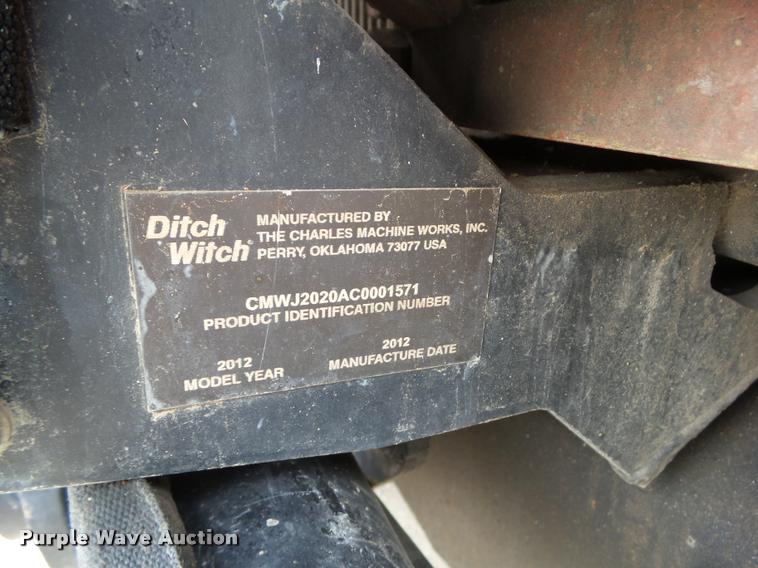 Ditch
Witch®
MANUFACTURED BY
THE CHARLES MACHINE WORKS, INC.
PERRY, OKLAHOMA 73077 USA
CMWJ2020AC0001571
PRODUCT IDENTIFICATION NUMBER
2012
MODEL YEAR
2012
MANUFACTURE DATE
Purple Wave Auction®